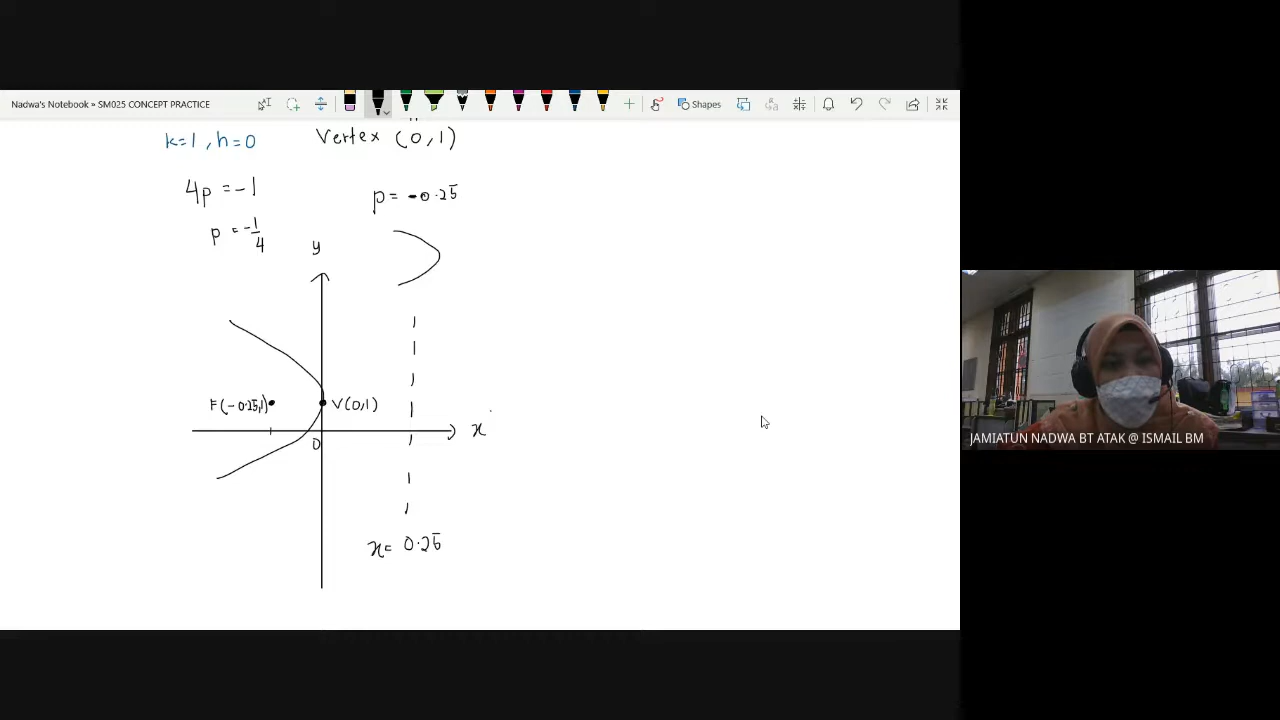 Nadwa's Notebook » SM025 CONCEPT PRACTICE
Shapes
k=1 , h=0
Vertex (0,1)
4p = -1
p = -0.25
p = -1/4
y
F(-0.25,1)
V(0,1)
x
0
x= 0.25
JAMIATUN NADWA BT ATAK @ ISMAIL BM